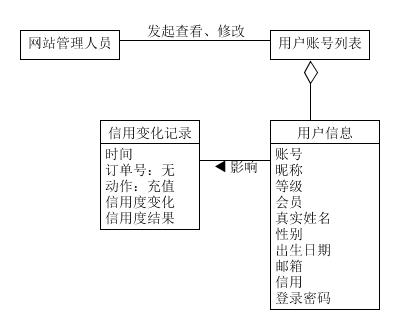 网站管理人员
发起查看、修改
用户账号列表
信用变化记录
时间
订单号：无
动作：充值
信用度变化
信用度结果
影响
用户信息
账号
昵称
等级
会员
真实姓名
性别
出生日期
邮箱
信用
登录密码